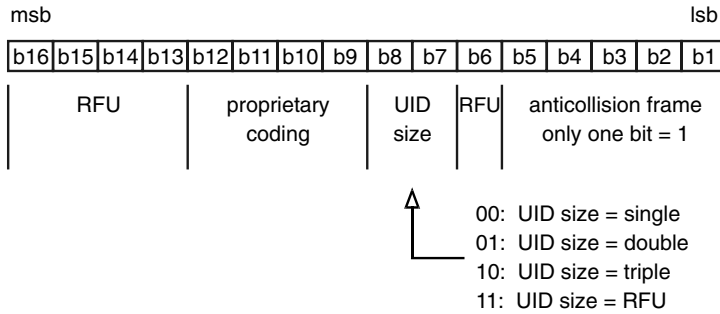 msb lsb
b16 b15 b14 b13 b12 b11 b10 b9 b8 b7 b6 b5 b4 b3 b2 b1
RFU proprietary UID RFU anticollision frame
coding size only one bit = 1
00: UID size = single
01: UID size = double
10: UID size = triple
11: UID size = RFU